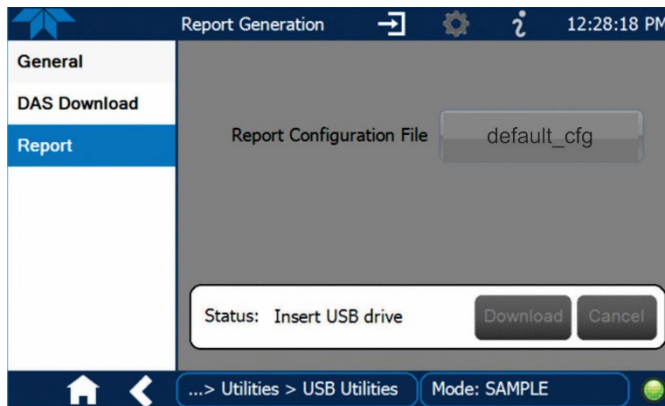 Report Generation
12:28:18 PM
General
DAS Download
Report
Report Configuration File
default_cfg
Status: Insert USB drive
Download
Cancel
...> Utilities > USB Utilities
Mode: SAMPLE